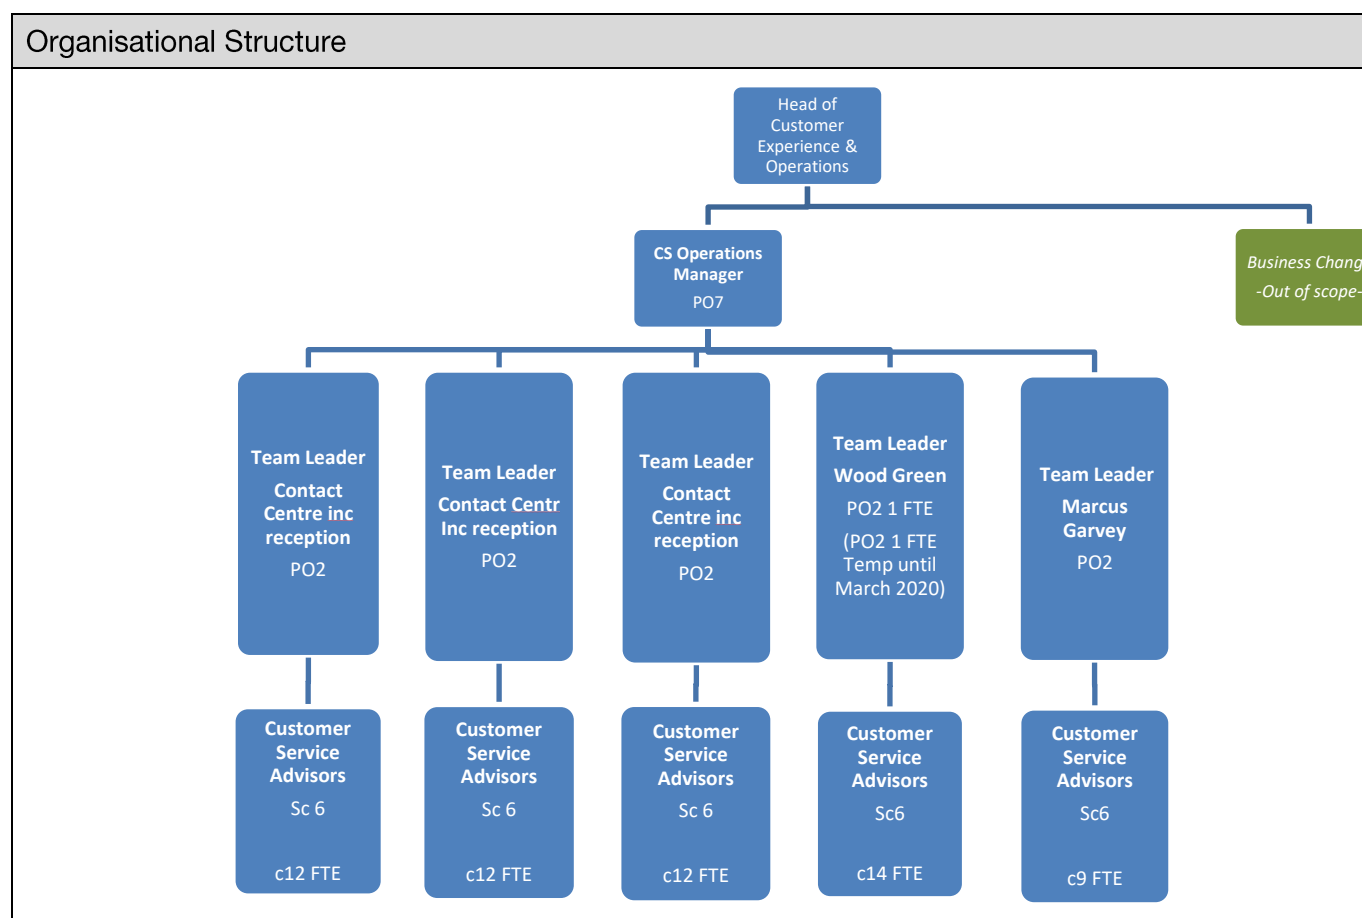 Organisational Structure
Head of
Customer
Experience &
Operations
CS Operations
Manager
PO7
Business Chang
-Out of scope-
Team Leader
Contact
Centre inc
reception
PO2
Team Leader
Contact Centr
Inc reception
PO2
Team Leader
Contact
Centre inc
reception
PO2
Team Leader
Wood Green
PO2 1 FTE
(PO2 1 FTE
Temp until
March 2020)
Team Leader
Marcus
Garvey
PO2
Customer
Service
Advisors
Sc 6
c12 FTE
Customer
Service
Advisors
Sc 6
c12 FTE
Customer
Service
Advisors
Sc 6
c12 FTE
Customer
Service
Advisors
Sc6
c14 FTE
Customer
Service
Advisors
Sc6
c9 FTE